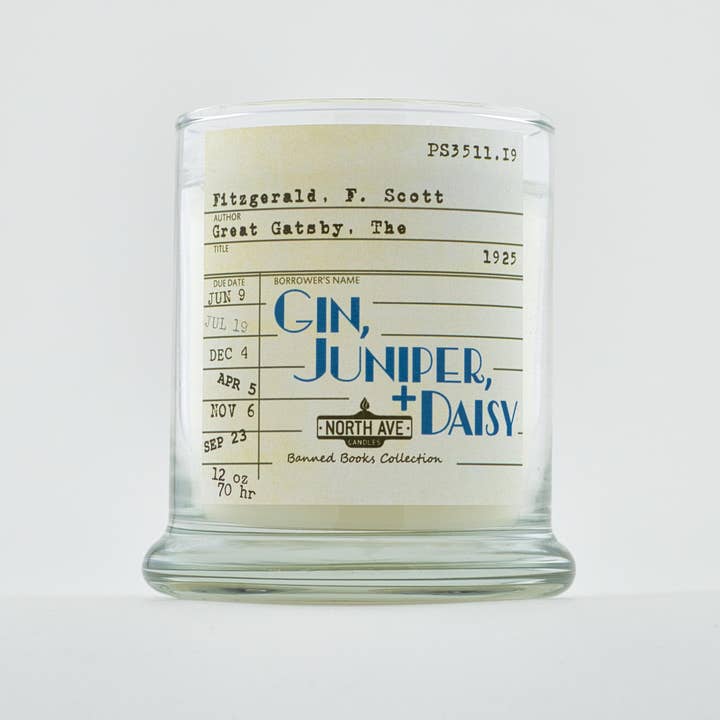 PS3511.I9
Fitzgerald, F. Scott
AUTHOR
Great Gatsby, The
TITLE
1925
DUE DATE
BORROWER'S NAME
JUN 9
JUL 19
DEC 4
APR 5
NOV 6
SEP 23
GIN,
JUNIPER,
+DAISY
NORTH AVE
CANDLES
Banned Books Collection
12 oz
70 hr